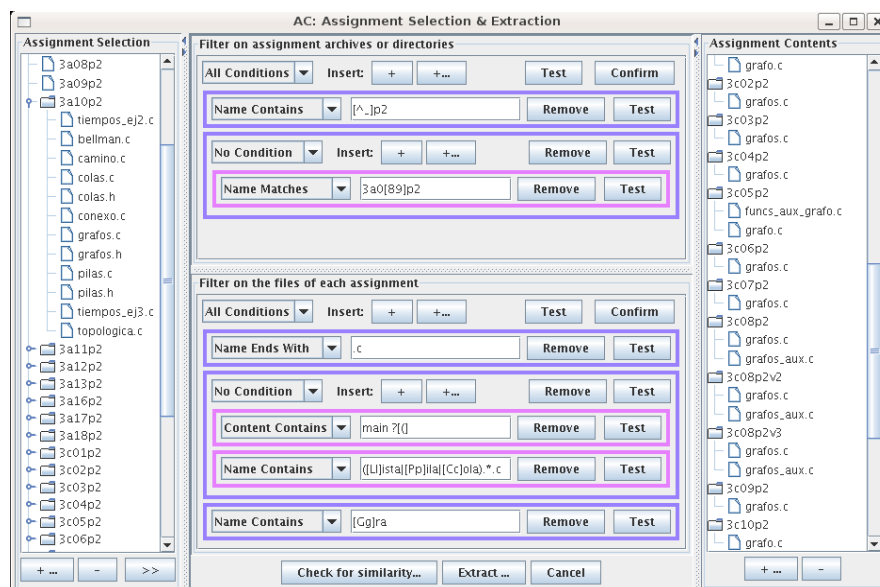 AC: Assignment Selection & Extraction
Assignment Selection
3a08p2
3a09p2
3a10p2
tiempos_ej2.c
bellman.c
camino.c
colas.c
colas.h
conexo.c
grafos.c
grafos.h
pilas.c
pilas.h
tiempos_ej3.c
topologica.c
3a11p2
3a12p2
3a13p2
3a16p2
3a17p2
3a18p2
3c01p2
3c02p2
3c03p2
3c04p2
3c05p2
3c06p2
+ ... - >>
Filter on assignment archives or directories
All Conditions Insert: + +... Test Confirm
Name Contains [^_]p2 Remove Test
No Condition Insert: + +... Remove Test
Name Matches 3a0[89]p2 Remove Test
Filter on the files of each assignment
All Conditions Insert: + +... Test Confirm
Name Ends With .c Remove Test
No Condition Insert: + +... Remove Test
Content Contains main ?[(] Remove Test
Name Contains ([Ll]ista|[Pp]ila|[Cc]ola).*.c Remove Test
Name Contains [Gg]ra Remove Test
Check for similarity... Extract ... Cancel
Assignment Contents
grafo.c
3c02p2
grafos.c
3c03p2
grafos.c
3c04p2
grafos.c
3c05p2
funcs_aux_grafo.c
grafo.c
3c06p2
grafos.c
3c07p2
grafos.c
3c08p2
grafos.c
grafos_aux.c
3c08p2v2
grafos.c
grafos_aux.c
3c08p2v3
grafos.c
grafos_aux.c
3c09p2
grafos.c
3c10p2
grafo.c
+ ... -